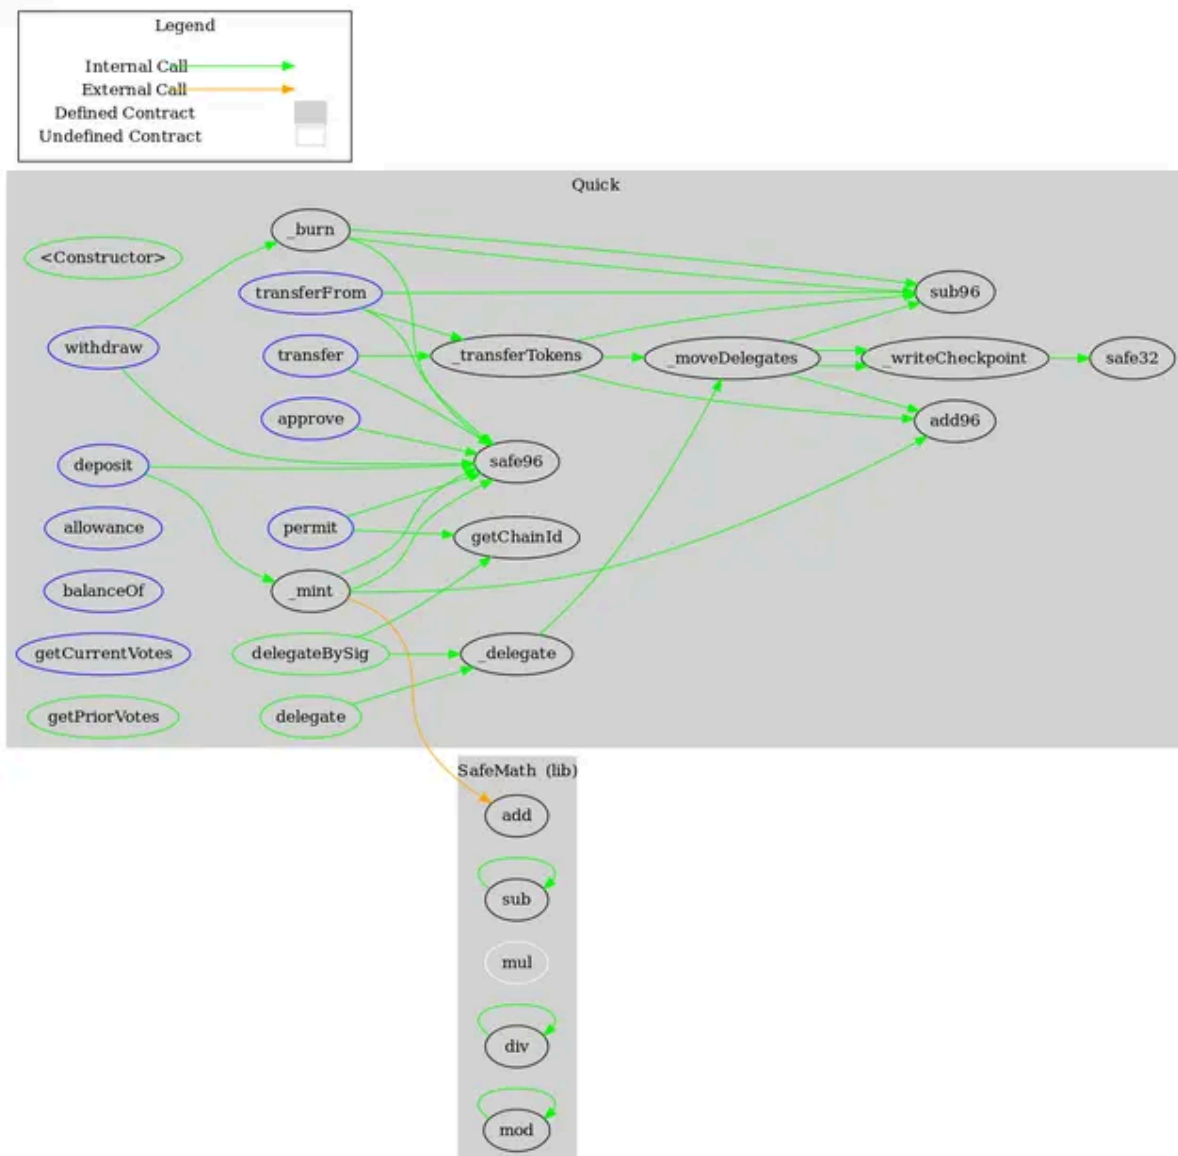 Legend
Internal Call
External Call
Defined Contract
Undefined Contract
Quick
_burn
<Constructor>
transferFrom
sub96
withdraw
transfer
_transferTokens
_moveDelegates
_writeCheckpoint
safe32
approve
add96
deposit
safe96
allowance
permit
getChainId
balanceOf
_mint
getCurrentVotes
delegateBySig
_delegate
getPriorVotes
delegate
SafeMath (lib)
add
sub
mul
div
mod